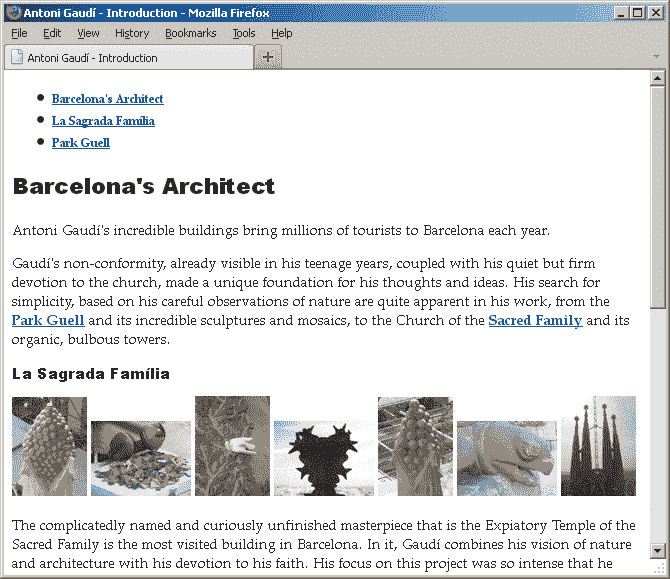 Antoni Gaudí - Introduction - Mozilla Firefox
File Edit View History Bookmarks Tools Help
Antoni Gaudí - Introduction
Barcelona's Architect
La Sagrada Família
Park Guell
Barcelona's Architect
Antoni Gaudí's incredible buildings bring millions of tourists to Barcelona each year.
Gaudí's non-conformity, already visible in his teenage years, coupled with his quiet but firm
devotion to the church, made a unique foundation for his thoughts and ideas. His search for
simplicity, based on his careful observations of nature are quite apparent in his work, from the
Park Guell and its incredible sculptures and mosaics, to the Church of the Sacred Family and its
organic, bulbous towers.
La Sagrada Família
The complicatedly named and curiously unfinished masterpiece that is the Expiatory Temple of the
Sacred Family is the most visited building in Barcelona. In it, Gaudí combines his vision of nature
and architecture with his devotion to his faith. His focus on this project was so intense that he